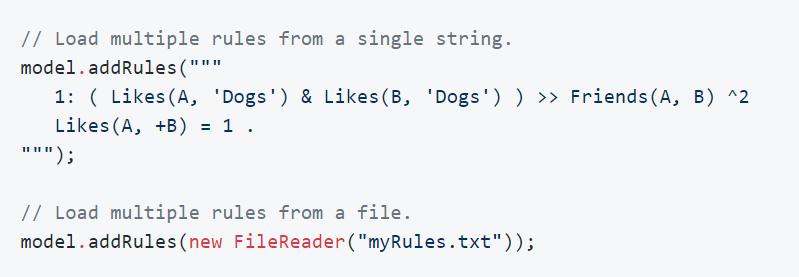 // Load multiple rules from a single string.
model.addRules("""
   1: ( Likes(A, 'Dogs') & Likes(B, 'Dogs') ) >> Friends(A, B) ^2
   Likes(A, +B) = 1 .
""");
// Load multiple rules from a file.
model.addRules(new FileReader("myRules.txt"));